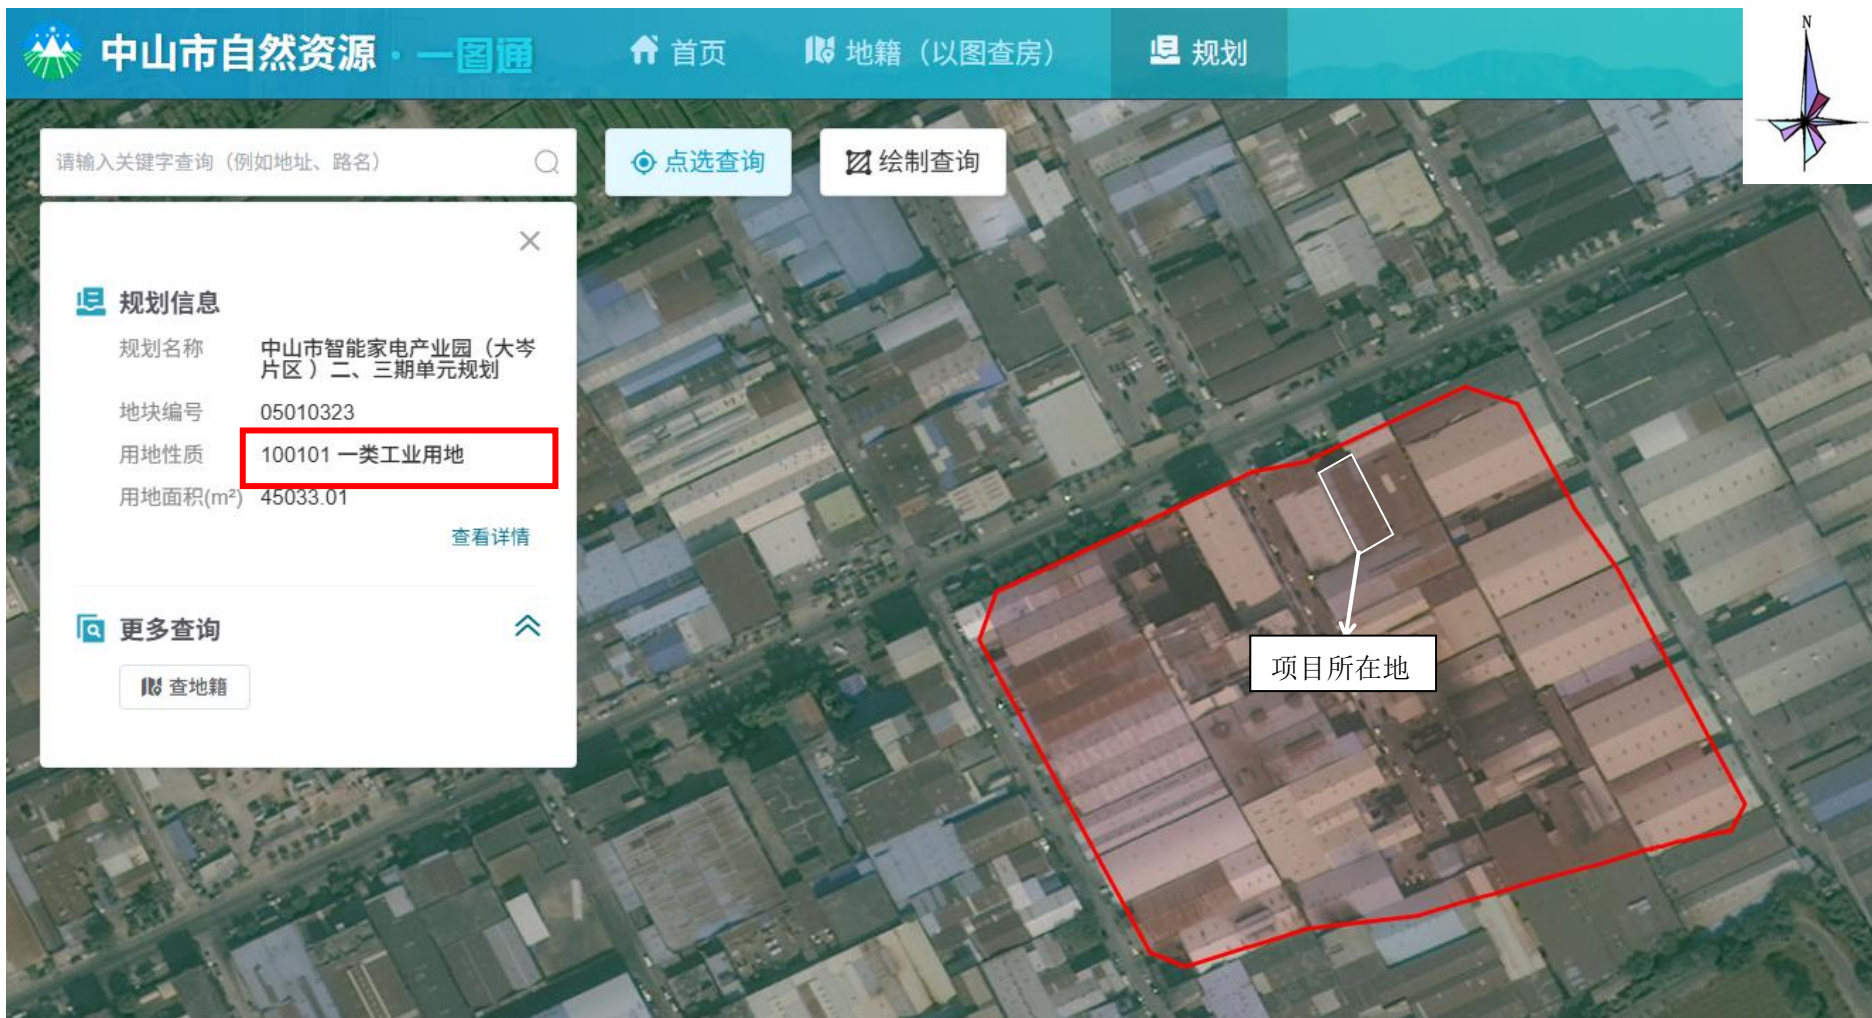 中山市自然资源·一图通
首页
地籍（以图查房）
规划
N
请输入关键字查询（例如地址、路名）
点选查询
绘制查询
规划信息
规划名称 中山市智能家电产业园（大岑
片区 ）二、三期单元规划
地块编号 05010323
用地性质 100101 一类工业用地
用地面积(m²) 45033.01
查看详情
更多查询
查地籍
项目所在地